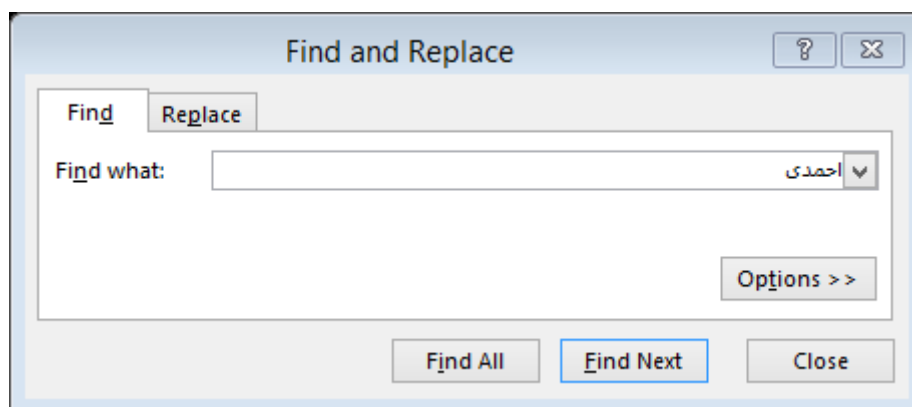 Find and Replace
Find
Replace
Find what:
احمدی
Options >>
Find All
Find Next
Close